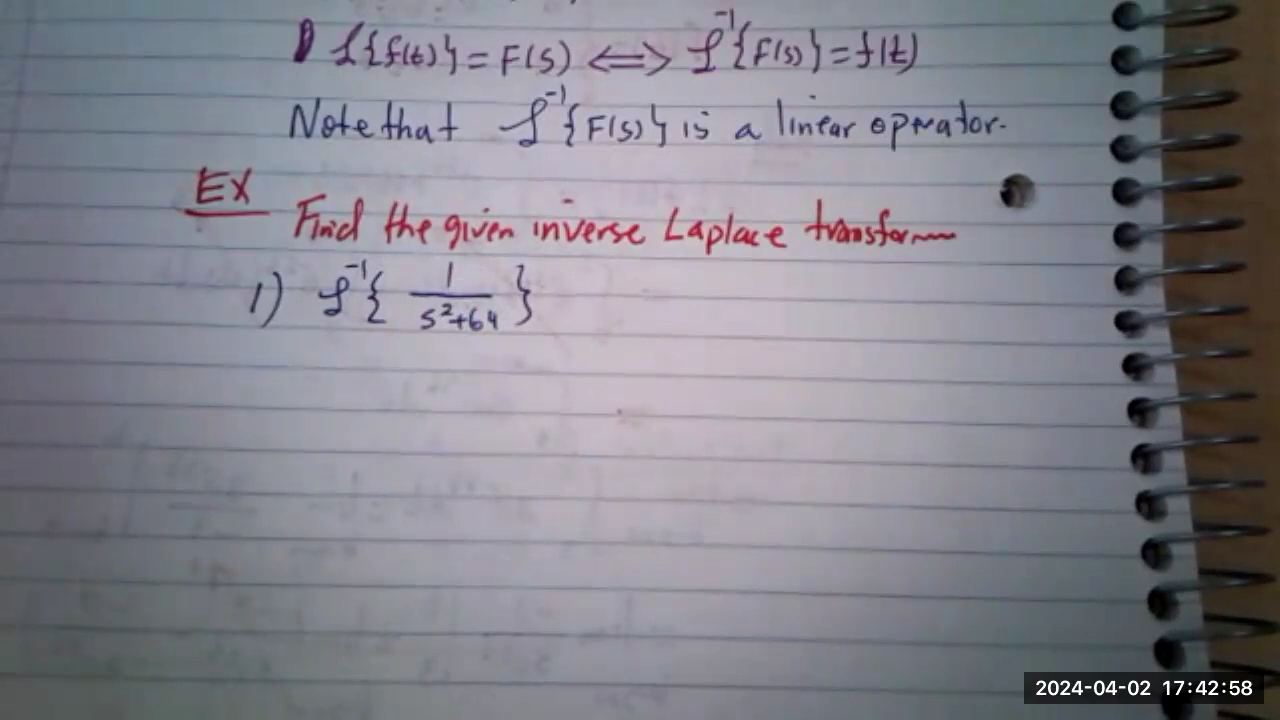 ℒ{f(t)} = F(s) ⟺ ℒ⁻¹{F(s)} = f(t)
Note that ℒ⁻¹{F(s)} is a linear operator.
EX Find the given inverse Laplace transform
1) ℒ⁻¹{ 1/(s²+64) }
2024-04-02 17:42:58